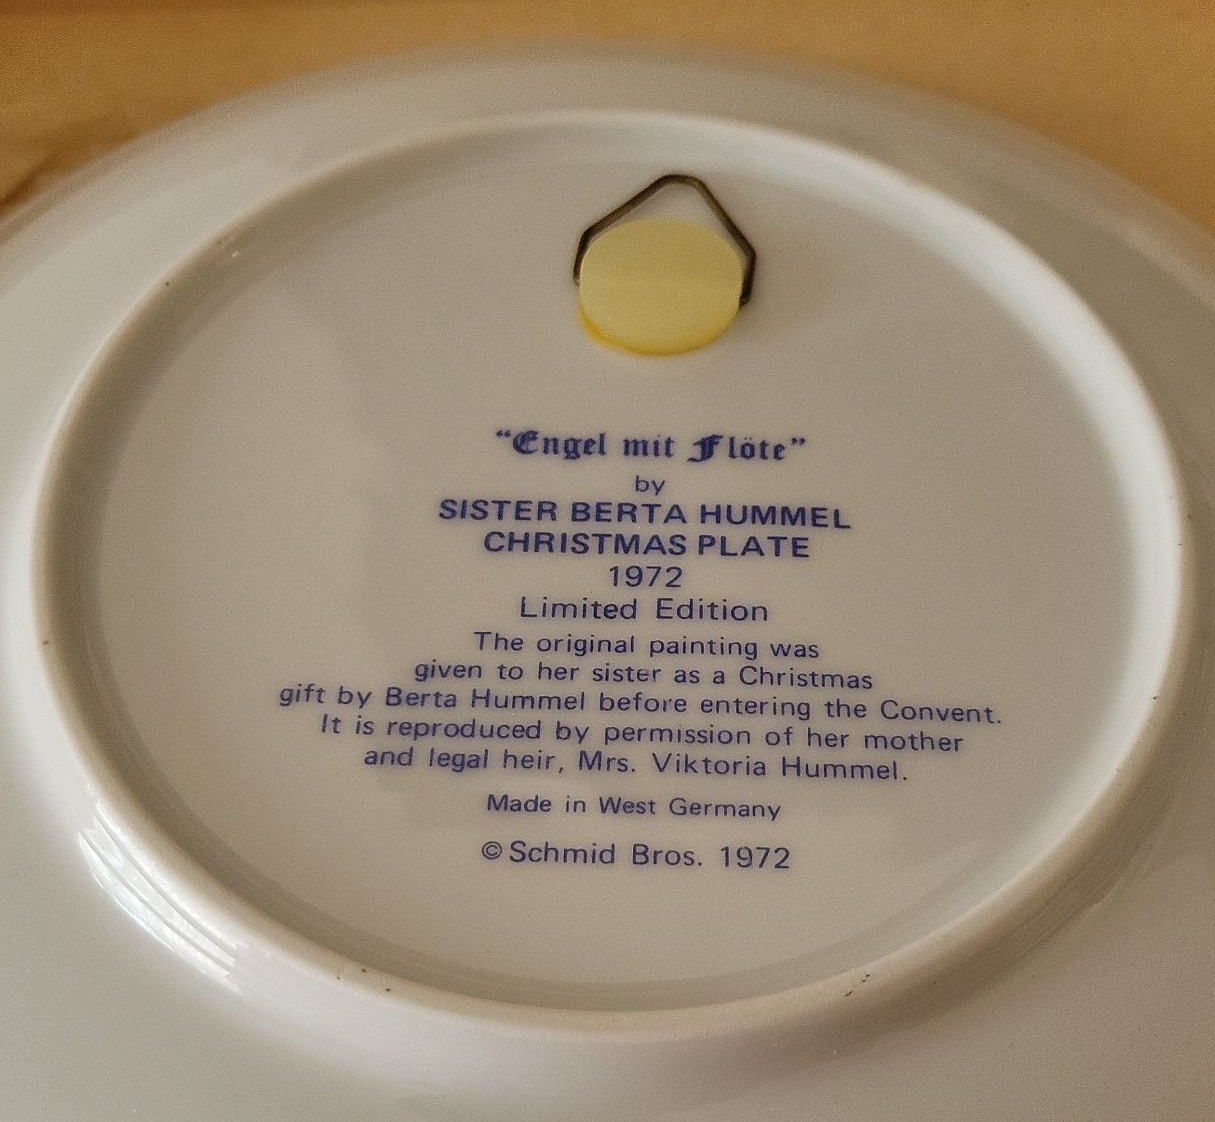 “Engel mit Flöte”
by
SISTER BERTA HUMMEL
CHRISTMAS PLATE
1972
Limited Edition
The original painting was
given to her sister as a Christmas
gift by Berta Hummel before entering the Convent.
It is reproduced by permission of her mother
and legal heir, Mrs. Viktoria Hummel.
Made in West Germany
© Schmid Bros. 1972